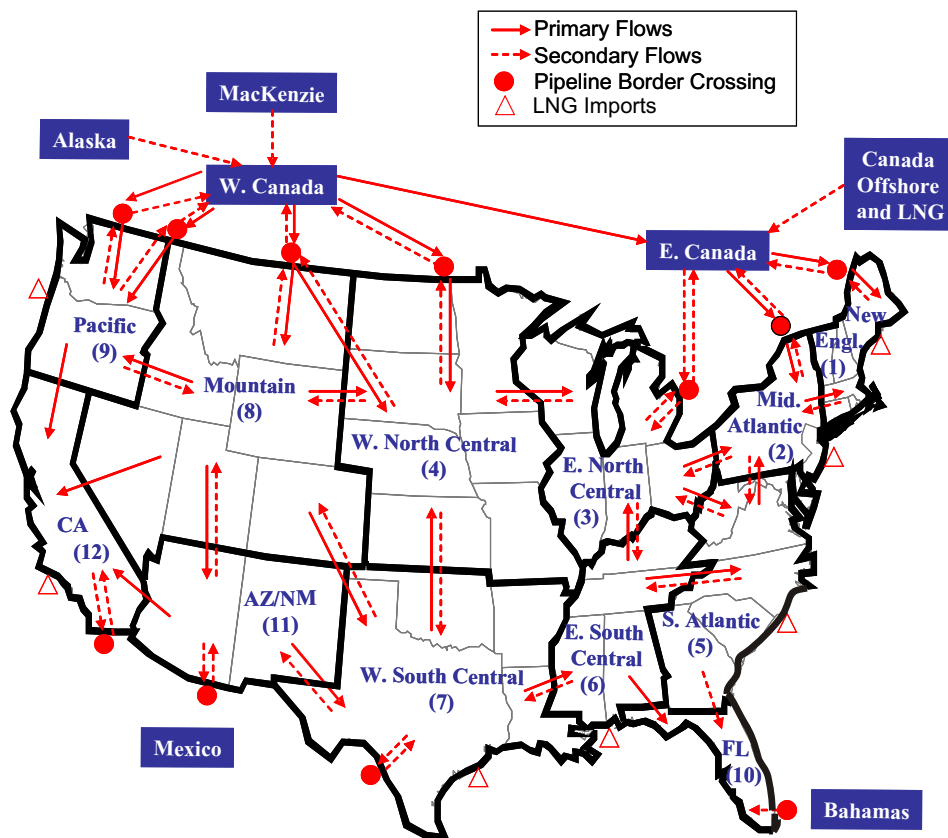 Primary Flows
Secondary Flows
Pipeline Border Crossing
LNG Imports
MacKenzie
Alaska
W. Canada
Canada
Offshore
and LNG
E. Canada
Pacific
(9)
Mountain
(8)
New
Engl.
(1)
Mid.
Atlantic
(2)
W. North Central
(4)
E. North
Central
(3)
CA
(12)
AZ/NM
(11)
E. South
Central
(6)
S. Atlantic
(5)
W. South Central
(7)
Mexico
FL
(10)
Bahamas